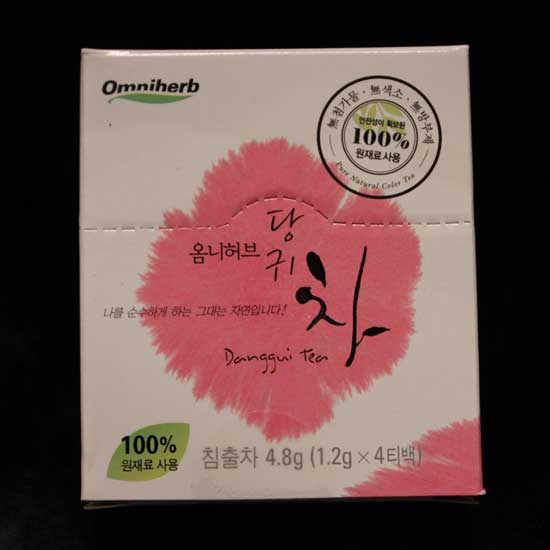 Omniherb
無첨가물 · 無색소 · 無방부제
안전성이 확보된
100%
원재료 사용
Pure Natural Color Tea
옴니허브
당귀
차
나를 순수하게 하는 그대는 자연입니다!
Danggui tea
100%
원재료 사용
침출차 4.8g (1.2g × 4티백)